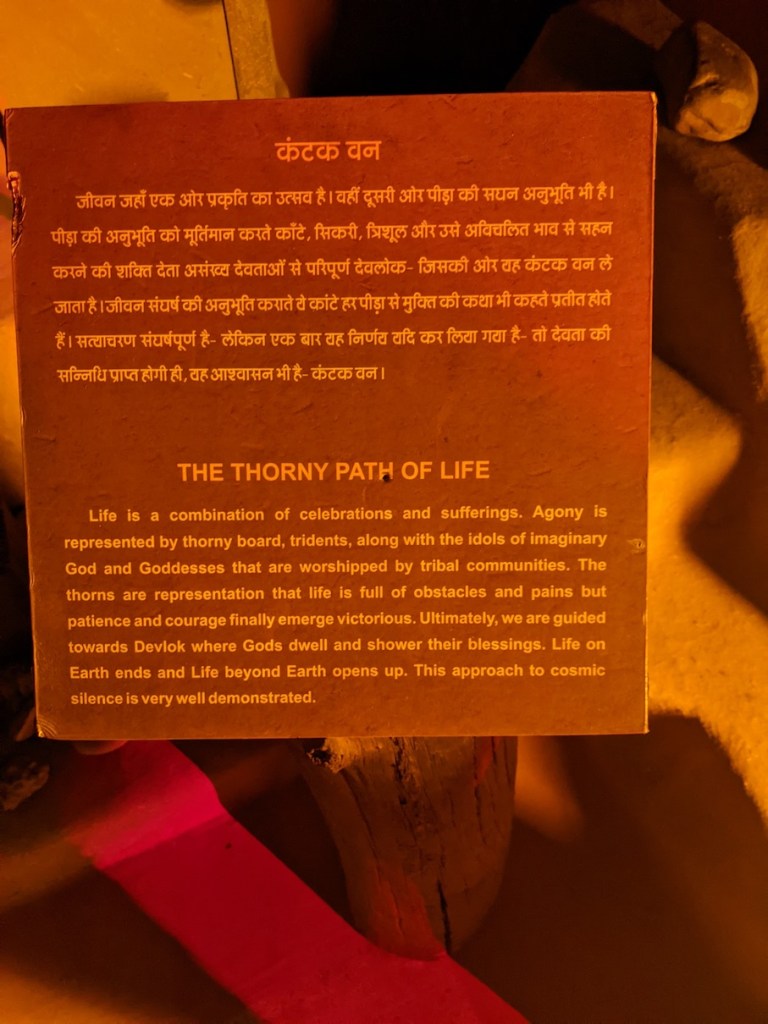 कंटक वन
जीवन जहाँ एक ओर प्रकृति का उत्सव है। वहीं दूसरी ओर पीड़ा की सघन अनुभूति भी है।
पीड़ा की अनुभूति को मूर्तिमान करते काँटे, सिकरी, त्रिशूल और उसे अविचलित भाव से सहन
करने की शक्ति देता असंख्य देवताओं से परिपूर्ण देवलोक- जिसकी ओर यह कंटक वन ले
जाता है। जीवन संघर्ष की अनुभूति कराते ये कांटे हर पीड़ा से मुक्ति की कथा भी कहते प्रतीत होते
हैं। सत्याचरण संघर्षपूर्ण है- लेकिन एक बार यह निर्णय यदि कर लिया गया है- तो देवता की
सन्निधि प्राप्त होगी ही, यह आश्वासन भी है- कंटक वन।
THE THORNY PATH OF LIFE
Life is a combination of celebrations and sufferings. Agony is
represented by thorny board, tridents, along with the idols of imaginary
God and Goddesses that are worshipped by tribal communities. The
thorns are representation that life is full of obstacles and pains but
patience and courage finally emerge victorious. Ultimately, we are guided
towards Devlok where Gods dwell and shower their blessings. Life on
Earth ends and Life beyond Earth opens up. This approach to cosmic
silence is very well demonstrated.